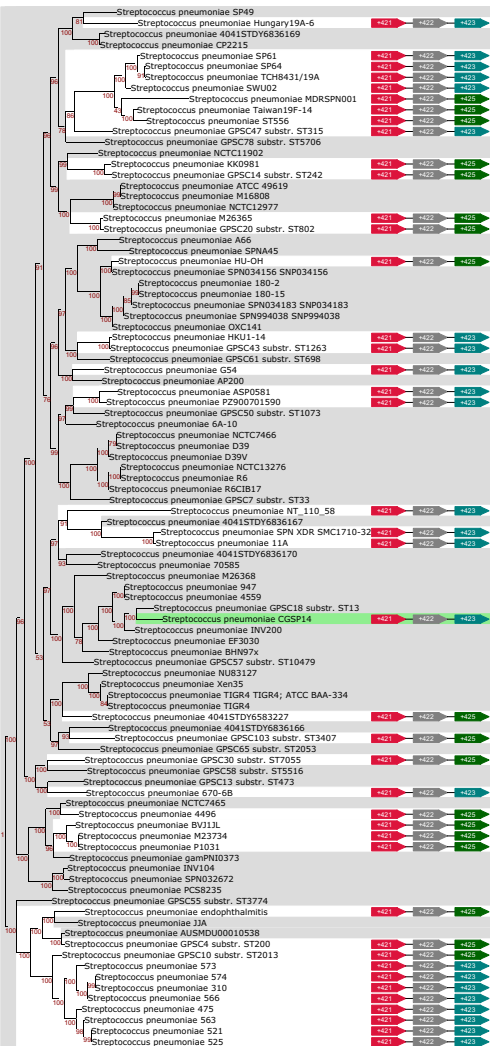 Streptococcus pneumoniae SP49
Streptococcus pneumoniae Hungary19A-6 +421 +422 +423
Streptococcus pneumoniae 4041STDY6836169
Streptococcus pneumoniae CP2215
Streptococcus pneumoniae SP61 +421 +422 +423
Streptococcus pneumoniae SP64 +421 +422 +423
Streptococcus pneumoniae TCH8431/19A +421 +422 +423
Streptococcus pneumoniae SWU02 +421 +422 +423
Streptococcus pneumoniae MDRSPN001 +421 +422 +425
Streptococcus pneumoniae Taiwan19F-14 +421 +422 +425
Streptococcus pneumoniae ST556 +421 +422 +425
Streptococcus pneumoniae GPSC47 substr. ST315 +421 +422 +423
Streptococcus pneumoniae GPSC78 substr. ST5706
Streptococcus pneumoniae NCTC11902
Streptococcus pneumoniae KK0981 +421 +422 +425
Streptococcus pneumoniae GPSC14 substr. ST242 +421 +422 +425
Streptococcus pneumoniae ATCC 49619
Streptococcus pneumoniae M16808
Streptococcus pneumoniae NCTC12977
Streptococcus pneumoniae M26365 +421 +422 +425
Streptococcus pneumoniae GPSC20 substr. ST802 +421 +422 +425
Streptococcus pneumoniae A66
Streptococcus pneumoniae SPNA45
Streptococcus pneumoniae HU-OH +421 +422 +425
Streptococcus pneumoniae SPN034156 SNP034156
Streptococcus pneumoniae 180-2
Streptococcus pneumoniae 180-15
Streptococcus pneumoniae SPN034183 SNP034183
Streptococcus pneumoniae SPN994038 SNP994038
Streptococcus pneumoniae OXC141
Streptococcus pneumoniae HKU1-14 +421 +422 +423
Streptococcus pneumoniae GPSC43 substr. ST1263 +421 +422 +423
Streptococcus pneumoniae GPSC61 substr. ST698
Streptococcus pneumoniae G54 +421 +422 +423
Streptococcus pneumoniae AP200
Streptococcus pneumoniae ASP0581 +421 +422 +423
Streptococcus pneumoniae PZ900701590 +421 +422 +423
Streptococcus pneumoniae GPSC50 substr. ST1073
Streptococcus pneumoniae 6A-10
Streptococcus pneumoniae NCTC7466
Streptococcus pneumoniae D39
Streptococcus pneumoniae D39V
Streptococcus pneumoniae NCTC13276
Streptococcus pneumoniae R6
Streptococcus pneumoniae R6CIB17
Streptococcus pneumoniae GPSC7 substr. ST33
Streptococcus pneumoniae NT_110_58 +421 +422 +425
Streptococcus pneumoniae 4041STDY6836167
Streptococcus pneumoniae SPN XDR SMC1710-32 +421 +422 +423
Streptococcus pneumoniae 11A +421 +422 +423
Streptococcus pneumoniae 4041STDY6836170
Streptococcus pneumoniae 70585
Streptococcus pneumoniae M26368
Streptococcus pneumoniae 947
Streptococcus pneumoniae 4559
Streptococcus pneumoniae GPSC18 substr. ST13
Streptococcus pneumoniae CGSP14 +421 +422 +423
Streptococcus pneumoniae INV200
Streptococcus pneumoniae EF3030
Streptococcus pneumoniae BHN97x
Streptococcus pneumoniae GPSC57 substr. ST10479
Streptococcus pneumoniae NU83127
Streptococcus pneumoniae Xen35
Streptococcus pneumoniae TIGR4 TIGR4; ATCC BAA-334
Streptococcus pneumoniae TIGR4
Streptococcus pneumoniae 4041STDY6583227 +421 +422 +425
Streptococcus pneumoniae 4041STDY6836166
Streptococcus pneumoniae GPSC103 substr. ST3407 +421 +422 +425
Streptococcus pneumoniae GPSC65 substr. ST2053
Streptococcus pneumoniae GPSC30 substr. ST7055 +421 +422 +425
Streptococcus pneumoniae GPSC58 substr. ST5516
Streptococcus pneumoniae GPSC13 substr. ST473
Streptococcus pneumoniae 670-6B +421 +422 +423
Streptococcus pneumoniae NCTC7465
Streptococcus pneumoniae 4496 +421 +422 +425
Streptococcus pneumoniae BVJ1JL +421 +422 +425
Streptococcus pneumoniae M23734 +421 +422 +425
Streptococcus pneumoniae P1031 +421 +422 +425
Streptococcus pneumoniae gamPNI0373
Streptococcus pneumoniae INV104
Streptococcus pneumoniae SPN032672
Streptococcus pneumoniae PCS8235
Streptococcus pneumoniae GPSC55 substr. ST3774
Streptococcus pneumoniae endophthalmitis +421 +422 +425
Streptococcus pneumoniae JJA
Streptococcus pneumoniae AUSMDU00010538
Streptococcus pneumoniae GPSC4 substr. ST200 +421 +422 +425
Streptococcus pneumoniae GPSC10 substr. ST2013 +421 +422 +425
Streptococcus pneumoniae 573 +421 +422 +423
Streptococcus pneumoniae 574 +421 +422 +423
Streptococcus pneumoniae 310 +421 +422 +423
Streptococcus pneumoniae 566 +421 +422 +423
Streptococcus pneumoniae 475 +421 +422 +423
Streptococcus pneumoniae 563 +421 +422 +423
Streptococcus pneumoniae 521 +421 +422 +423
Streptococcus pneumoniae 525 +421 +422 +423